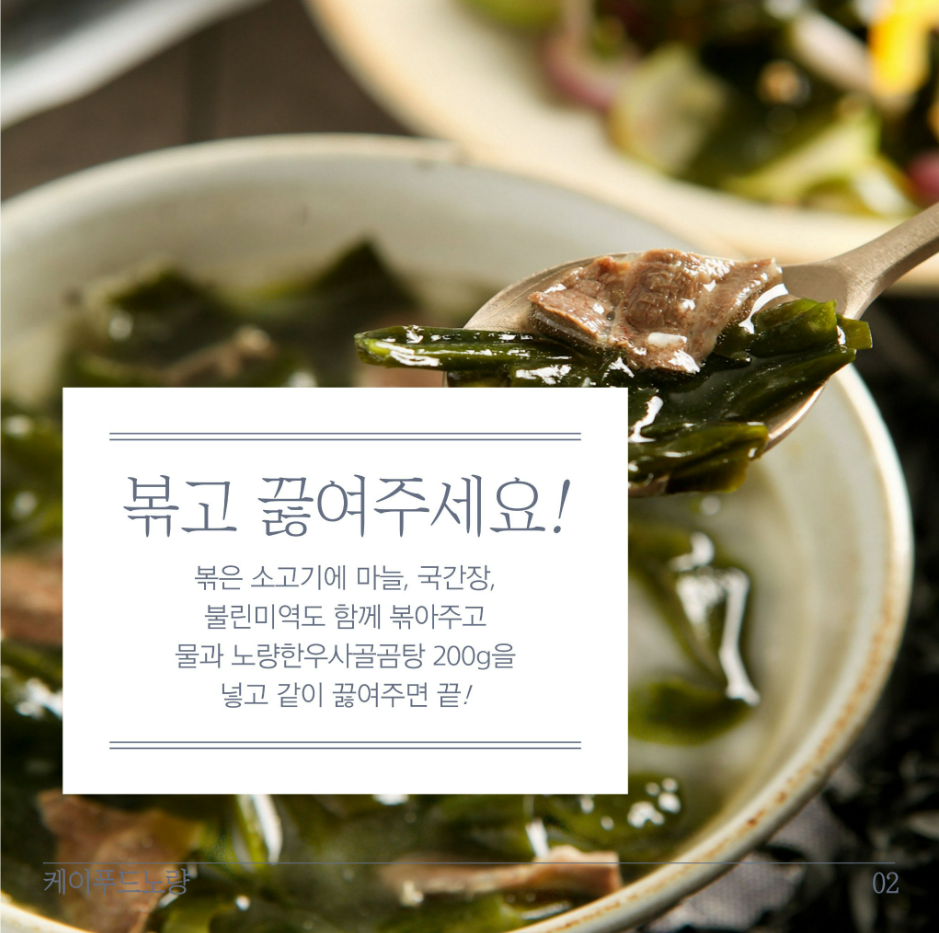 볶고 끓여주세요!
볶은 소고기에 마늘, 국간장,
불린미역도 함께 볶아주고
물과 노량한우사골곰탕 200g을
넣고 같이 끓여주면 끝!
케이푸드노량
02